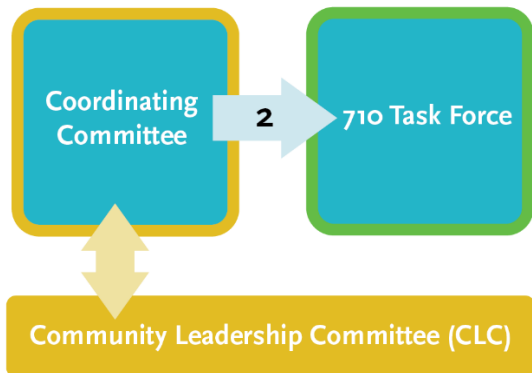 Coordinating
Committee
2
710 Task Force
Community Leadership Committee (CLC)